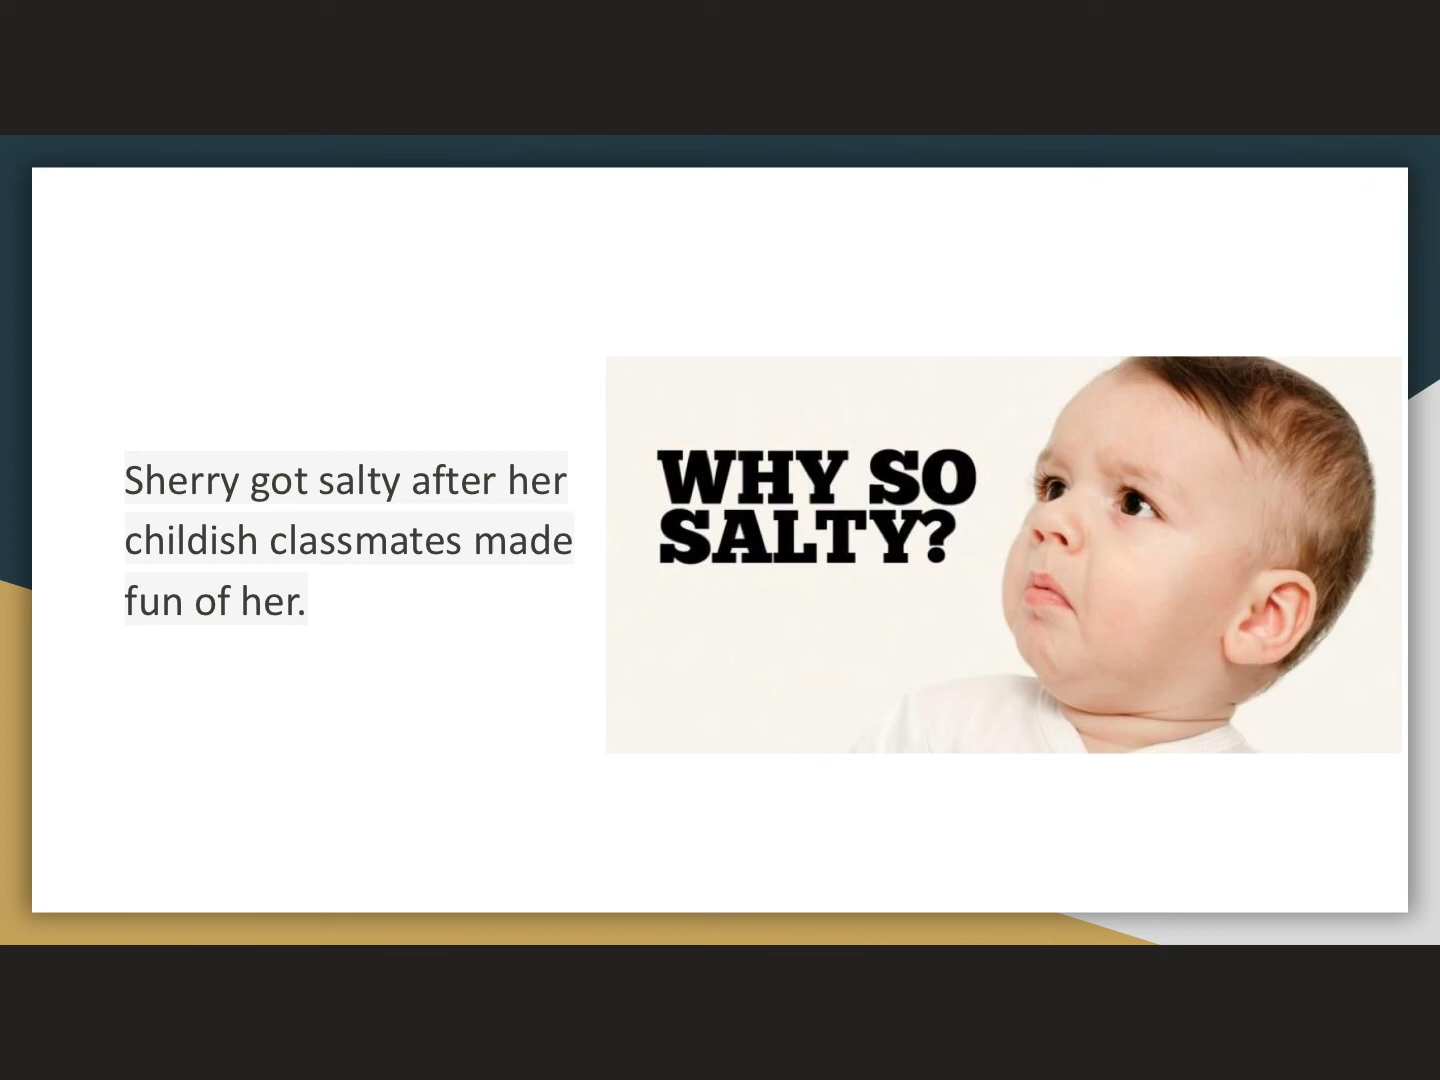 Sherry got salty after her
childish classmates made
fun of her.
WHY SO
SALTY?